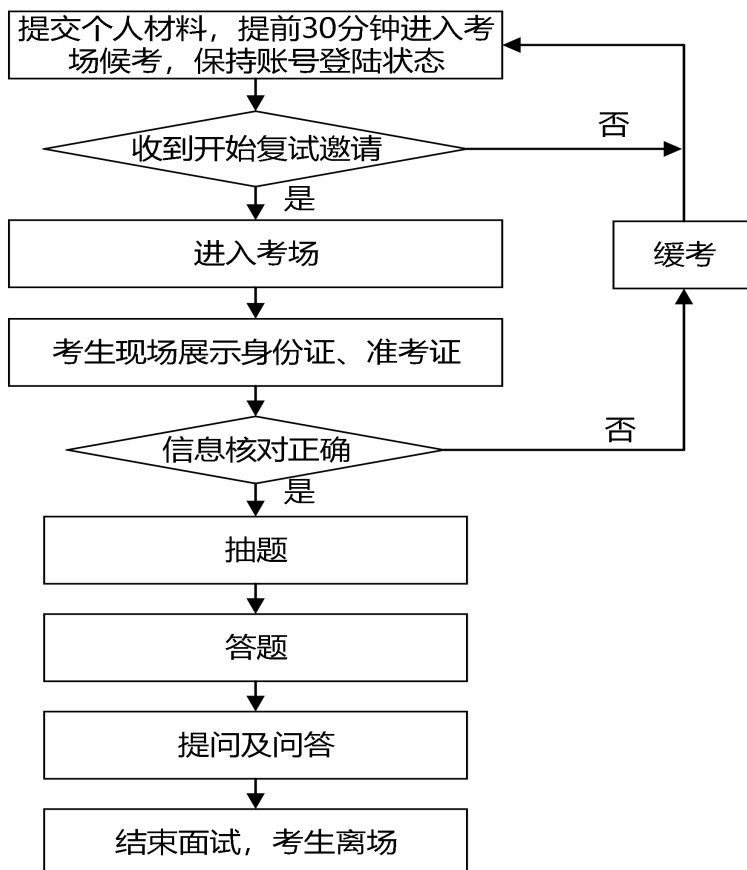 提交个人材料，提前30分钟进入考
场候考，保持账号登陆状态
否
收到开始复试邀请
是
进入考场
缓考
考生现场展示身份证、准考证
否
信息核对正确
是
抽题
答题
提问及问答
结束面试，考生离场